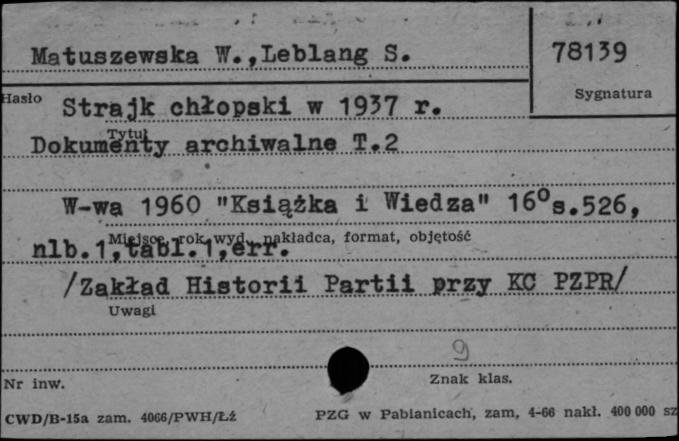 Matuszewska W.,Leblang S.
78139
Hasło
Sygnatura
Strajk chłopski w 1937 r.
Tytuł
Dokumenty archiwalne T.2
W-wa 1960 "Książka i Wiedza" 16⁰s.526,
Miejsce, rok wyd., nakładca, format, objętość
nlb.1,tabl.1,err.
/Zakład Historii Partii przy KC PZPR/
Uwagi
9
Nr inw.
Znak klas.
CWD/B-15a zam. 4066/PWH/Łż
PZG w Pabianicach, zam, 4-66 nakł. 400 000 sz